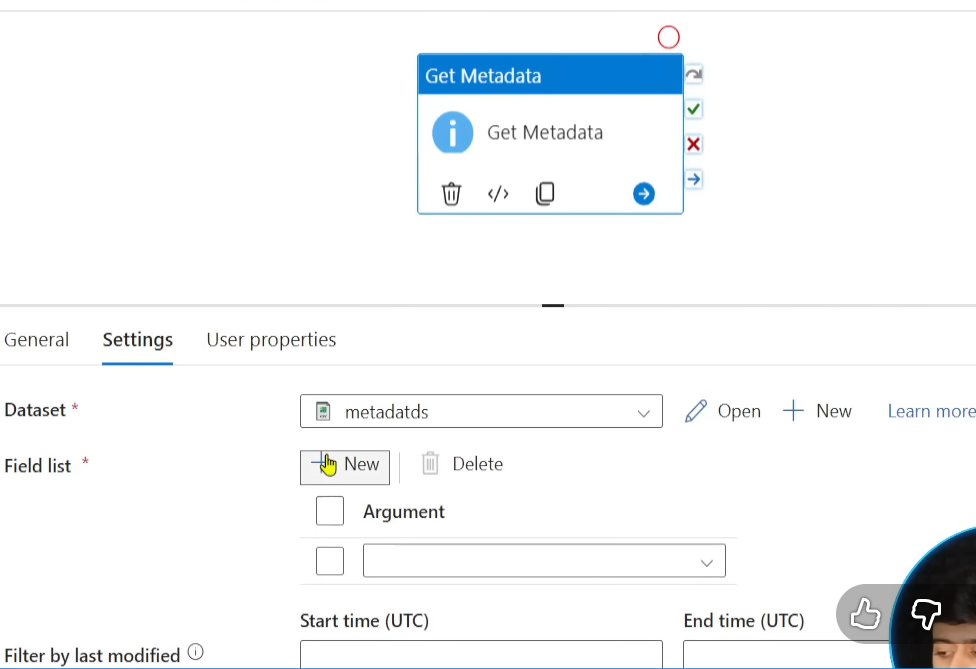 Get Metadata
Get Metadata
General Settings User properties
Dataset * metadatds Open New Learn more
Field list * New Delete
Argument
Start time (UTC) End time (UTC)
Filter by last modified